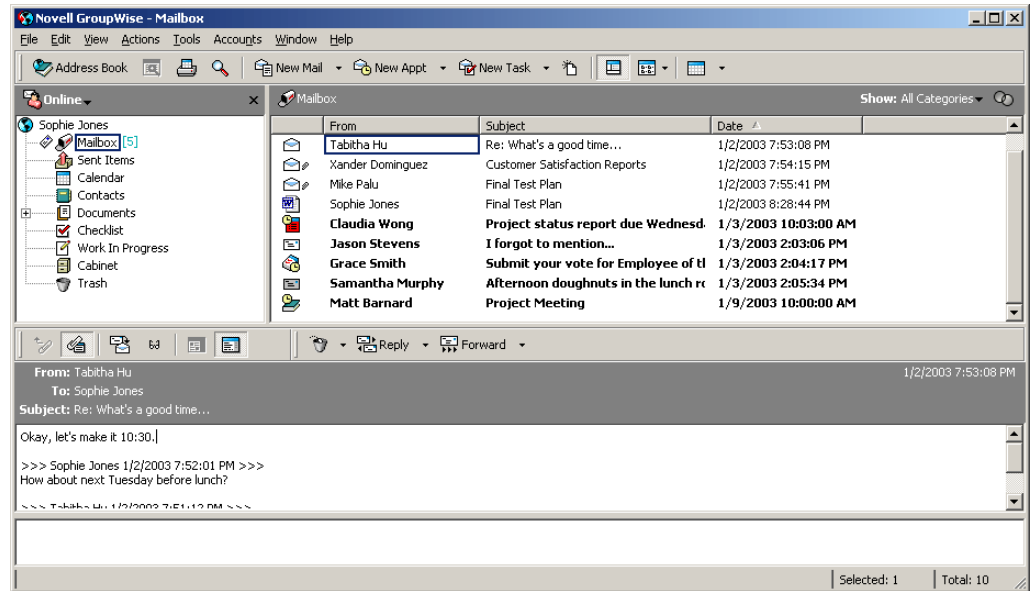 Novell GroupWise - Mailbox
File Edit View Actions Tools Accounts Window Help
Address Book New Mail New Appt New Task
Online Mailbox Show: All Categories
Sophie Jones
Mailbox [5]
Sent Items
Calendar
Contacts
Documents
Checklist
Work In Progress
Cabinet
Trash
From Subject Date
Tabitha Hu Re: What's a good time... 1/2/2003 7:53:08 PM
Xander Dominguez Customer Satisfaction Reports 1/2/2003 7:54:15 PM
Mike Palu Final Test Plan 1/2/2003 7:55:41 PM
Sophie Jones Final Test Plan 1/2/2003 8:28:44 PM
Claudia Wong Project status report due Wednesd 1/3/2003 10:03:00 AM
Jason Stevens I forgot to mention... 1/3/2003 2:03:06 PM
Grace Smith Submit your vote for Employee of 1/3/2003 2:04:17 PM
Samantha Murphy Afternoon doughnuts in the lunch 1/3/2003 2:05:34 PM
Matt Barnard Project Meeting 1/9/2003 10:00:00 AM
Reply Forward
From: Tabitha Hu 1/2/2003 7:53:08 PM
To: Sophie Jones
Subject: Re: What's a good time...
Okay, let's make it 10:30.
>>> Sophie Jones 1/2/2003 7:52:01 PM >>>
How about next Tuesday before lunch?
>>> Tabitha Hu 1/2/2003 7:51:12 PM >>>
Selected: 1 Total: 10